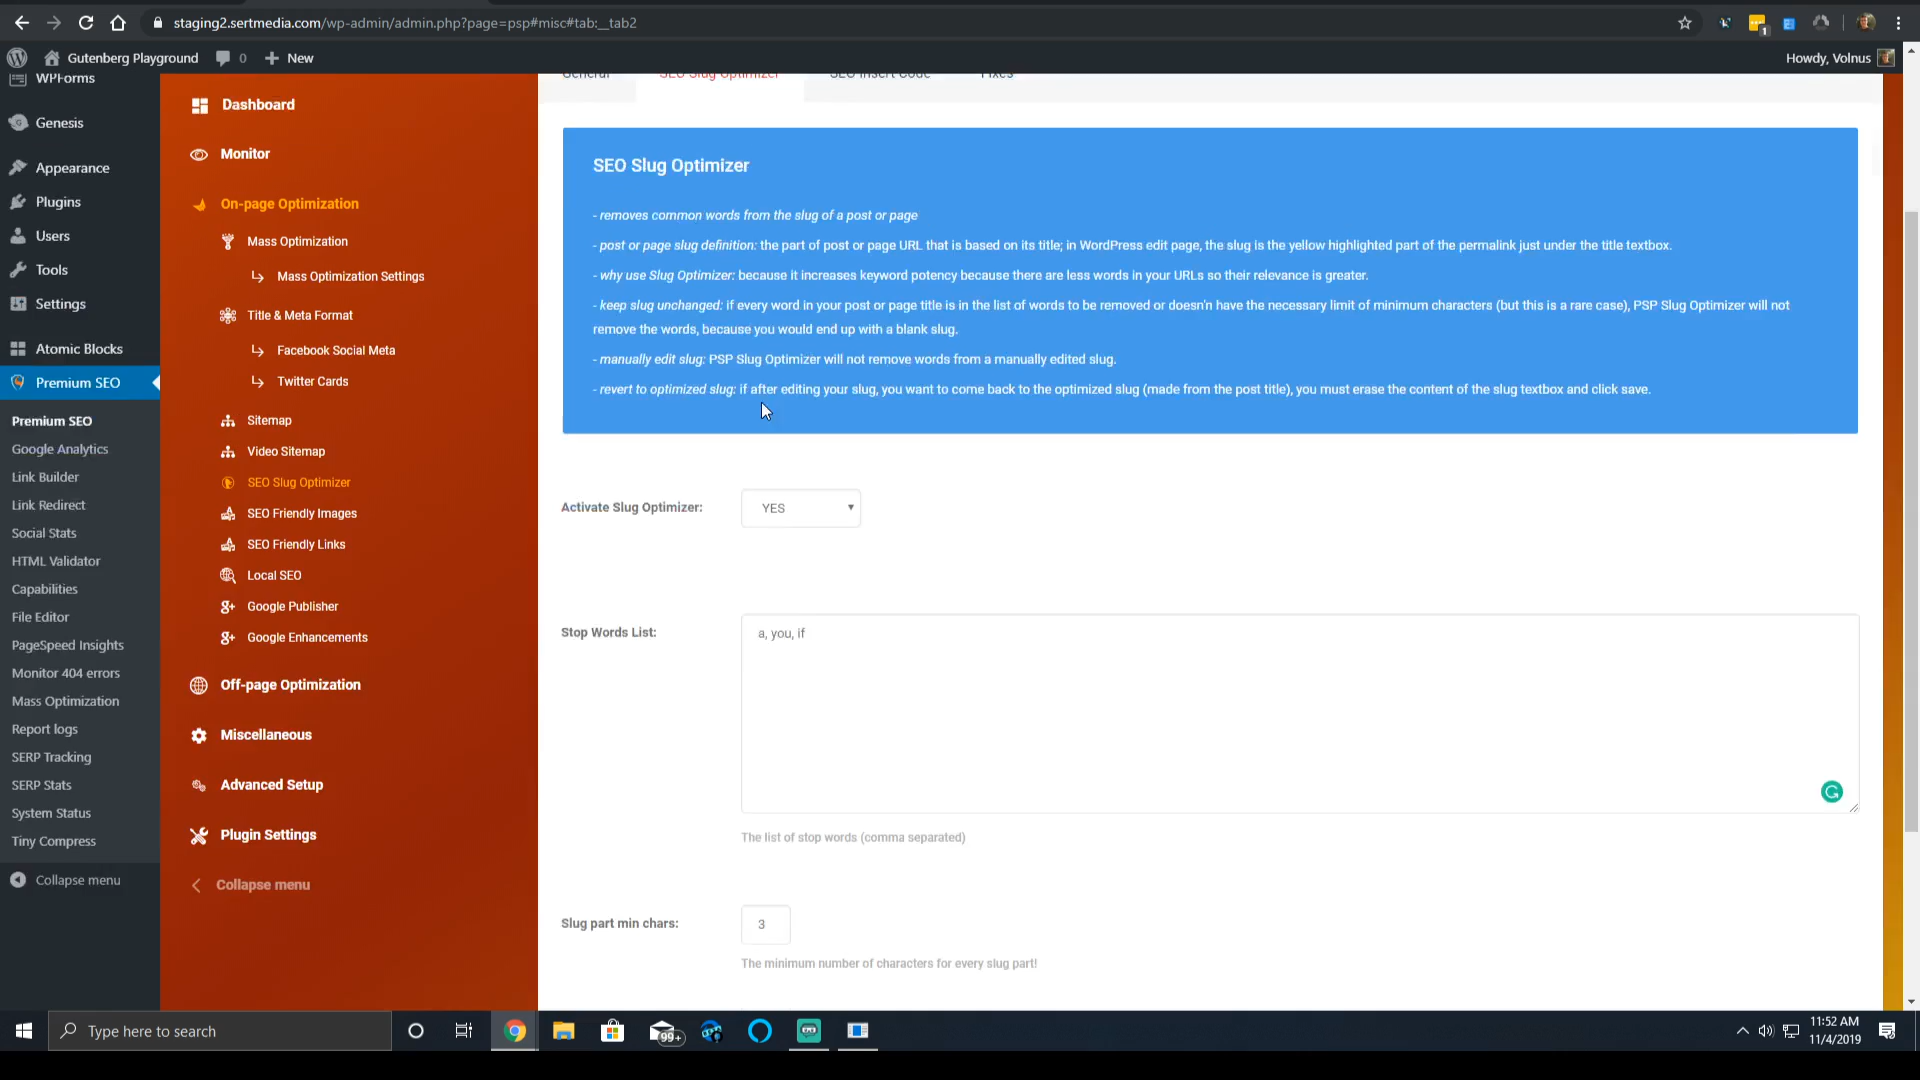 staging2.sertmedia.com/wp-admin/admin.php?page=psp#misc#tab:__tab2
1
Gutenberg Playground
0
New
Howdy, Volnus
WPForms
Genesis
Appearance
Plugins
Users
Tools
Settings
Atomic Blocks
Premium SEO
Premium SEO
Google Analytics
Link Builder
Link Redirect
Social Stats
HTML Validator
Capabilities
File Editor
PageSpeed Insights
Monitor 404 errors
Mass Optimization
Report logs
SERP Tracking
SERP Stats
System Status
Tiny Compress
Collapse menu
Dashboard
Monitor
On-page Optimization
Mass Optimization
Mass Optimization Settings
Title & Meta Format
Facebook Social Meta
Twitter Cards
Sitemap
Video Sitemap
SEO Slug Optimizer
SEO Friendly Images
SEO Friendly Links
Local SEO
Google Publisher
Google Enhancements
Off-page Optimization
Miscellaneous
Advanced Setup
Plugin Settings
Collapse menu
General SEO Slug Optimizer SEO Insert Code Fixes
SEO Slug Optimizer
- removes common words from the slug of a post or page
- post or page slug definition: the part of post or page URL that is based on its title; in WordPress edit page, the slug is the yellow highlighted part of the permalink just under the title textbox.
- why use Slug Optimizer: because it increases keyword potency because there are less words in your URLs so their relevance is greater.
- keep slug unchanged: if every word in your post or page title is in the list of words to be removed or doesn'n have the necessary limit of minimum characters (but this is a rare case), PSP Slug Optimizer will not
remove the words, because you would end up with a blank slug.
- manually edit slug: PSP Slug Optimizer will not remove words from a manually edited slug.
- revert to optimized slug: if after editing your slug, you want to come back to the optimized slug (made from the post title), you must erase the content of the slug textbox and click save.
Activate Slug Optimizer:
YES
Stop Words List:
a, you, if
The list of stop words (comma separated)
Slug part min chars:
3
The minimum number of characters for every slug part!
Type here to search
99+
11:52 AM
11/4/2019